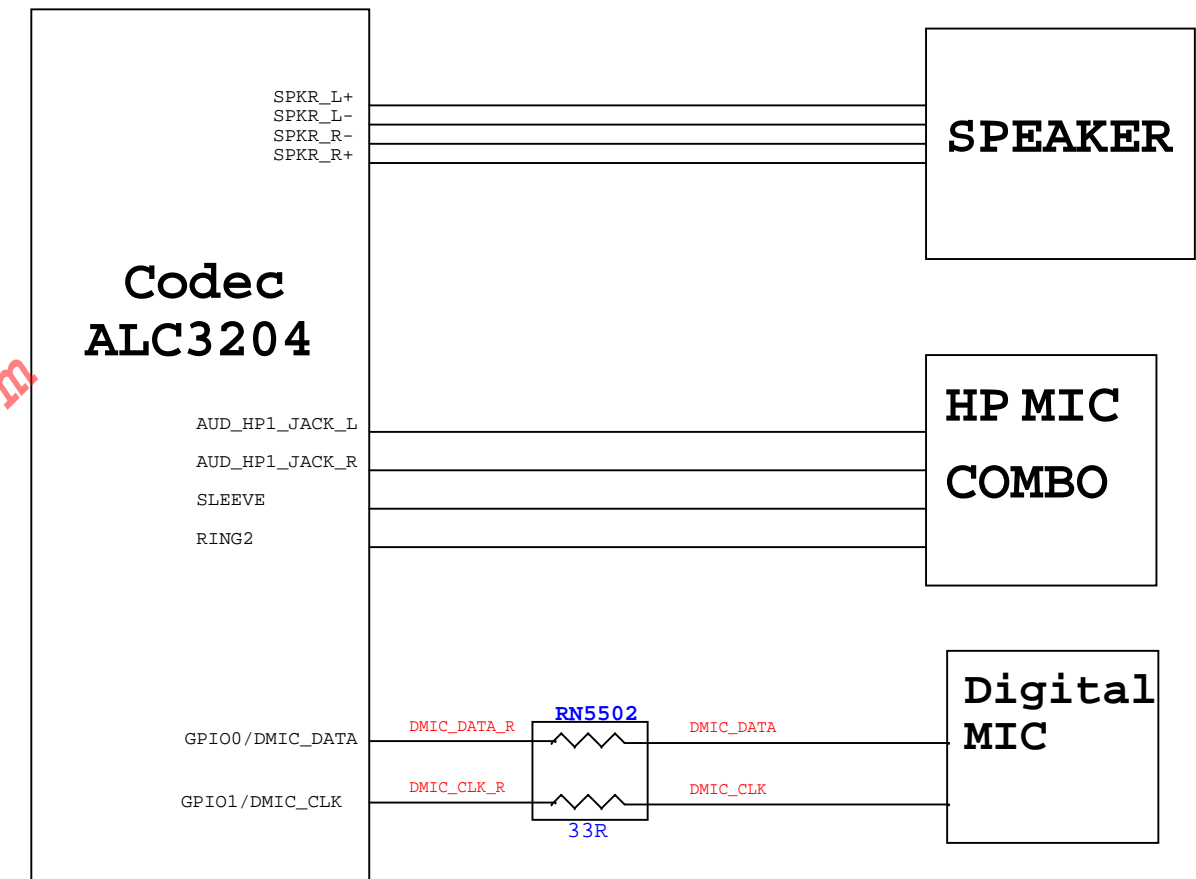 SPKR_L+
SPKR_L-
SPKR_R-
SPKR_R+
SPEAKER
Codec
ALC3204
m
AUD_HP1_JACK_L
AUD_HP1_JACK_R
SLEEVE
RING2
HP MIC
COMBO
GPIO0/DMIC_DATA
GPIO1/DMIC_CLK
DMIC_DATA_R
DMIC_CLK_R
RN5502
33R
DMIC_DATA
DMIC_CLK
Digital
MIC